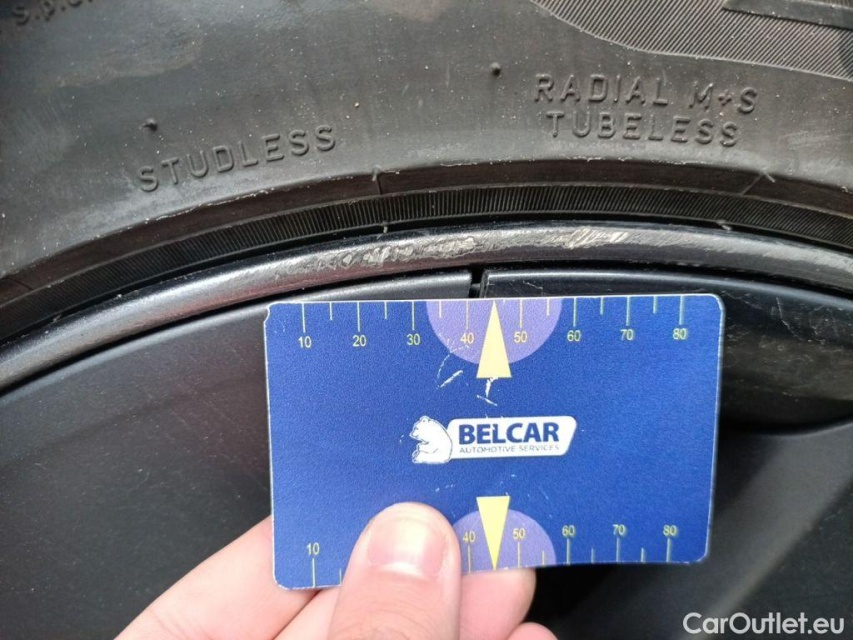 STUDLESS
RADIAL M+S
TUBELESS
10 20 30 40 50 60 70 80
BELCAR
AUTOMOTIVE SERVICES
10 40 50 60 70 80
CarOutlet.eu